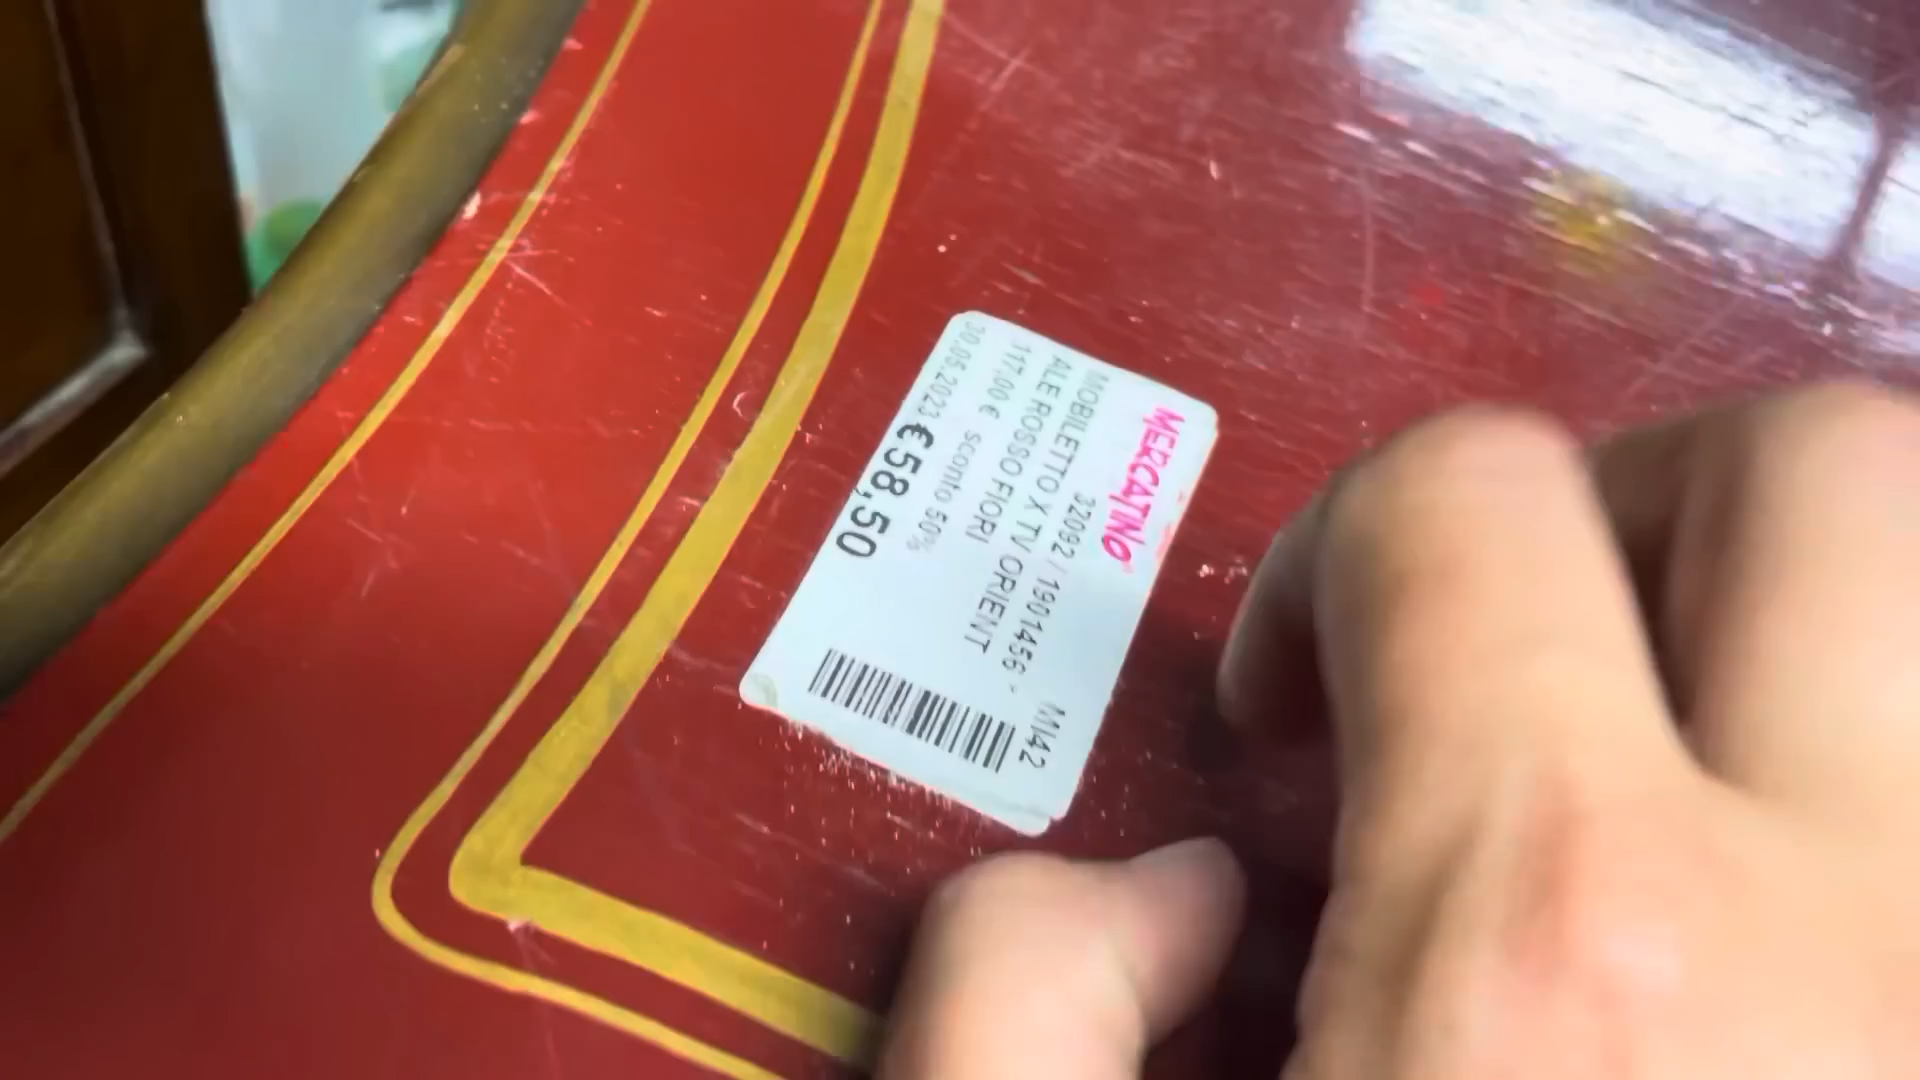 MERCATINO
32092 / 1901456 * MI42
MOBILETTO X TV ORIENT
ALE ROSSO FIORI
117,00 € sconto 50%
30.05.2023 €58,50